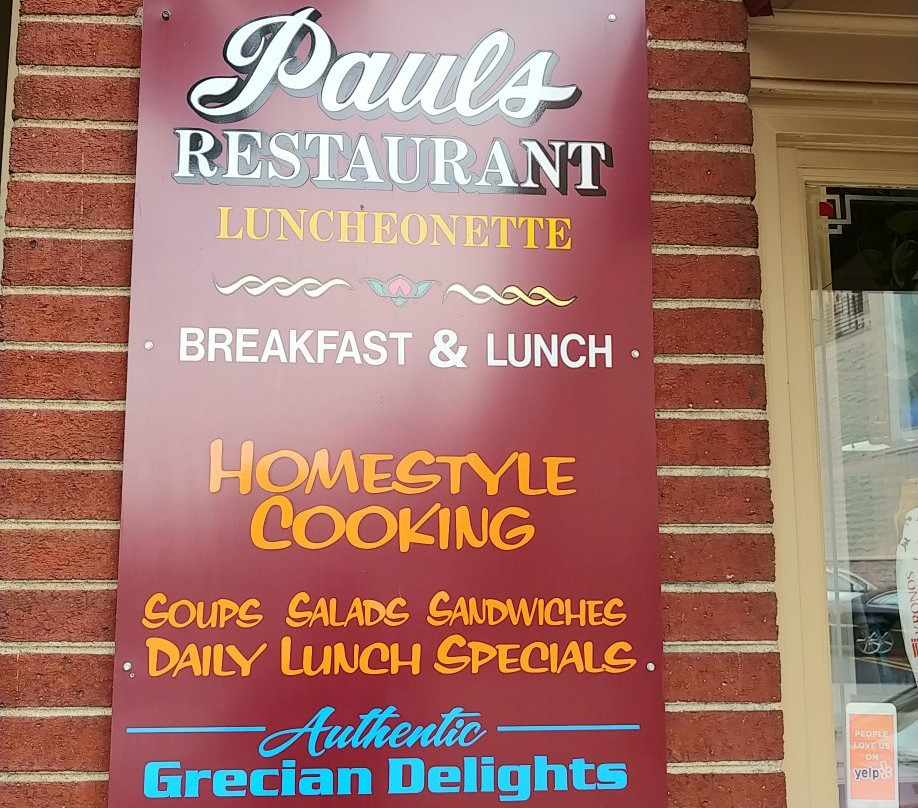 Pauls
RESTAURANT
LUNCHEONETTE
BREAKFAST & LUNCH
HOMESTYLE
COOKING
SOUPS SALADS SANDWICHES
DAILY LUNCH SPECIALS
Authentic
Grecian Delights
PEOPLE
LOVE US
ON
yelp